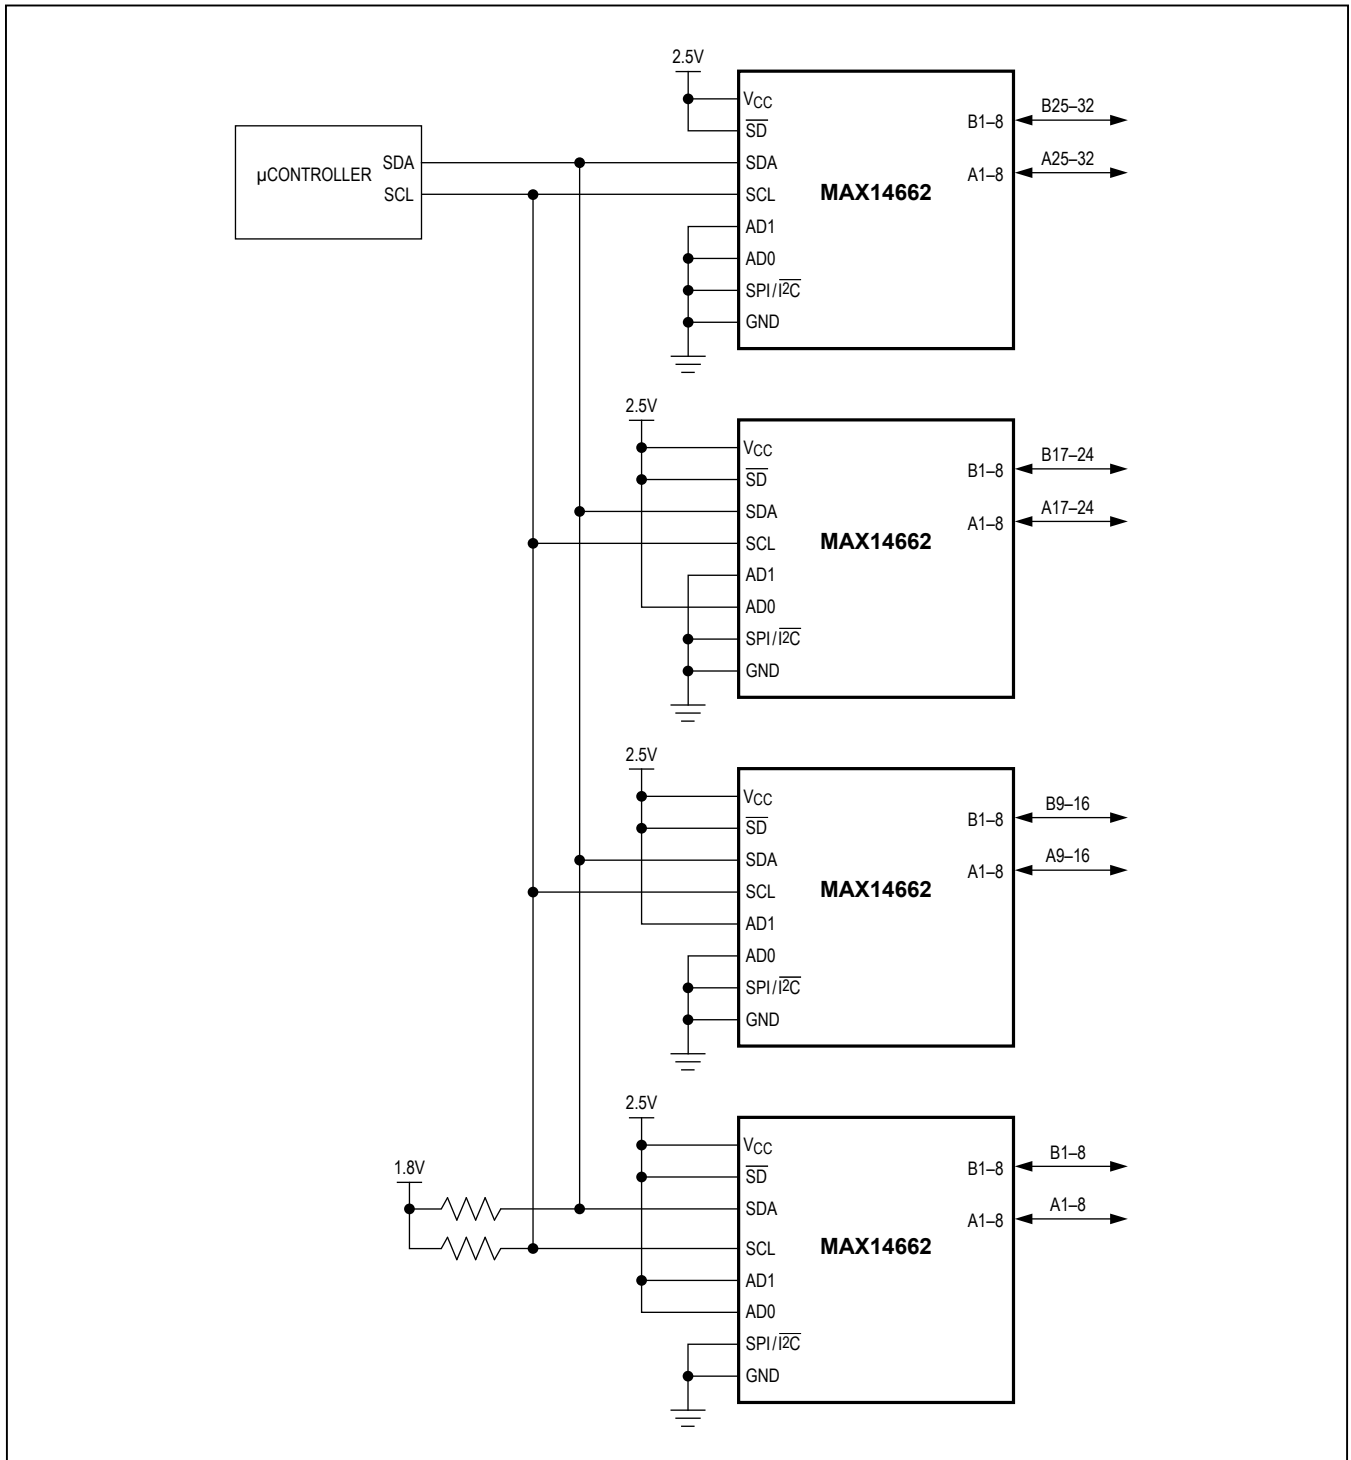 2.5V
VCC
SD
SDA
SCL
AD1
AD0
SPI/I2C
GND
MAX14662
B1–8
A1–8
B25–32
A25–32
µCONTROLLER
SDA
SCL
2.5V
VCC
SD
SDA
SCL
AD1
AD0
SPI/I2C
GND
MAX14662
B1–8
A1–8
B17–24
A17–24
2.5V
VCC
SD
SDA
SCL
AD1
AD0
SPI/I2C
GND
MAX14662
B1–8
A1–8
B9–16
A9–16
2.5V
1.8V
VCC
SD
SDA
SCL
AD1
AD0
SPI/I2C
GND
MAX14662
B1–8
A1–8
B1–8
A1–8